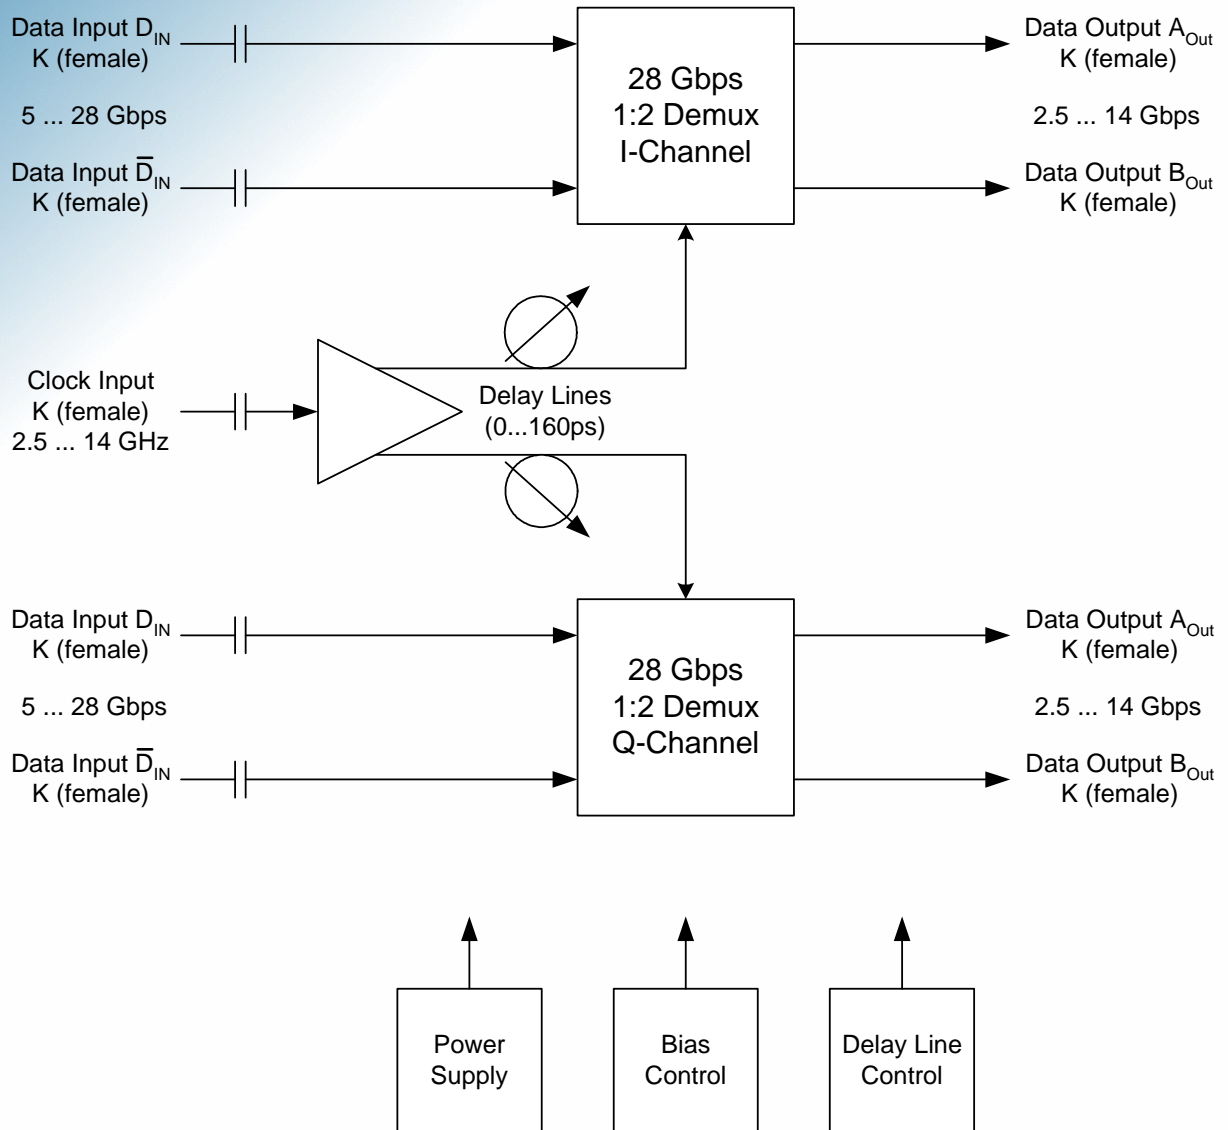 Data Input D_IN
K (female)
5 ... 28 Gbps
Data Input D̅_IN
K (female)
28 Gbps
1:2 Demux
I-Channel
Data Output A_Out
K (female)
2.5 ... 14 Gbps
Data Output B_Out
K (female)
Clock Input
K (female)
2.5 ... 14 GHz
Delay Lines
(0...160ps)
Data Input D_IN
K (female)
5 ... 28 Gbps
Data Input D̅_IN
K (female)
28 Gbps
1:2 Demux
Q-Channel
Data Output A_Out
K (female)
2.5 ... 14 Gbps
Data Output B_Out
K (female)
Power
Supply
Bias
Control
Delay Line
Control